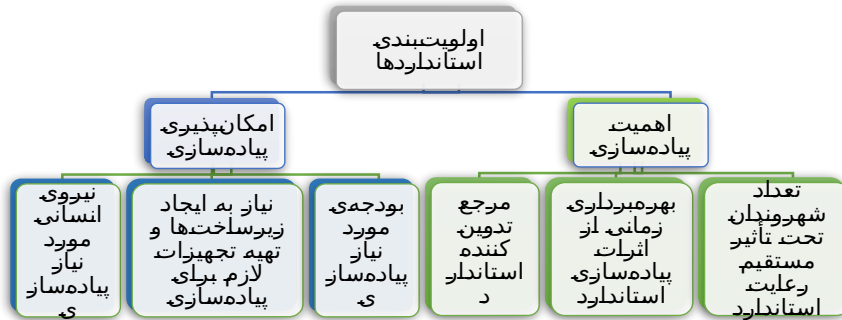 اولویت‌بندی
استانداردها
اهمیت
پیاده‌سازی
امکان‌پذیری
پیاده‌سازی
تعداد
شهروندان
تحت تأثیر
مستقیم
رعایت
استاندارد
بهره‌برداری
زمانی از
اثرات
پیاده‌سازی
استاندارد
مرجع
تدوین
کننده
استاندار
د
بودجه‌ی
مورد
نیاز
پیاده‌ساز
ی
نیاز به ایجاد
زیرساخت‌ها و
تهیه تجهیزات
لازم برای
پیاده‌سازی
نیروی
انسانی
مورد
نیاز
پیاده‌ساز
ی